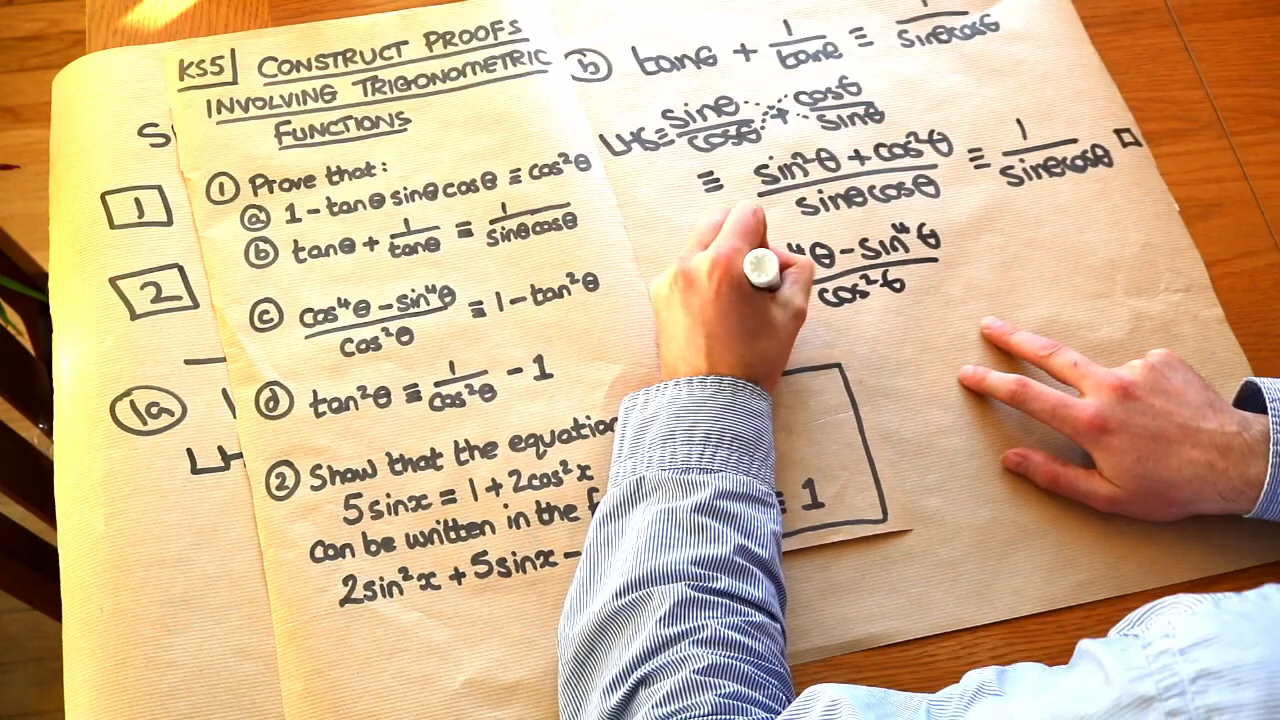 KS5 CONSTRUCT PROOFS
INVOLVING TRIGONOMETRIC
FUNCTIONS
① Prove that:
ⓐ 1 - tanθ sinθ cosθ ≡ cos²θ
ⓑ tanθ + 1/tanθ ≡ 1/sinθcosθ
ⓒ cos⁴θ - sin⁴θ/cos²θ ≡ 1 - tan²θ
ⓓ tan²θ ≡ 1/cos²θ - 1
② Show that the equation
5sinx = 1 + 2cos²x
can be written in the
2sin²x + 5sinx -
1
2
1a
ⓑ tanθ + 1/tanθ ≡ 1/sinθcosθ
LHS ≡ sinθ/cosθ + cosθ/sinθ
≡ sin²θ + cos²θ/sinθcosθ ≡ 1/sinθcosθ □
⁴θ - sin⁴θ/cos²θ
≡ 1